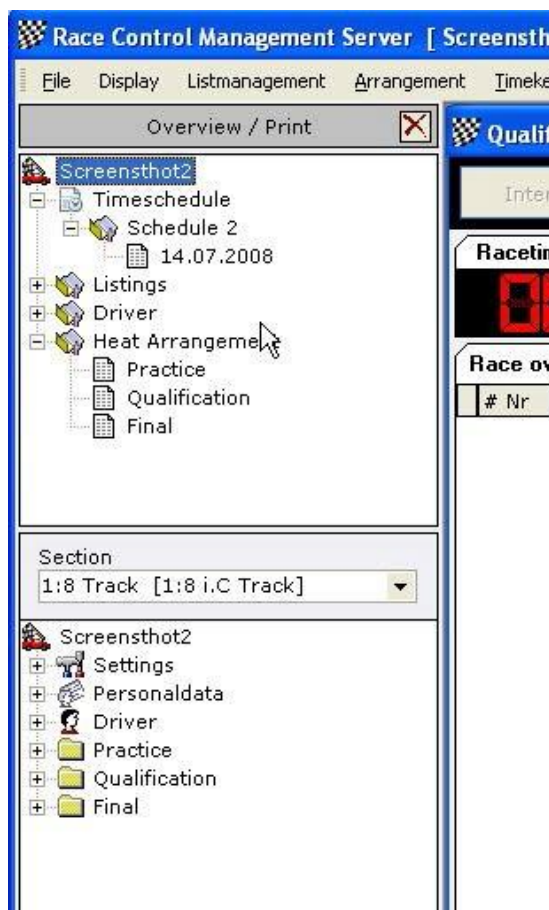 Race Control Management Server [ Screensth
File Display Listmanagement Arrangement Timeke
Overview / Print
Qualif
Screensthot2
Timeschedule
Inter
Schedule 2
14.07.2008
Racetim
Listings
Driver
Heat Arrangeme
Practice
Race ov
Qualification
# Nr
Final
Section
1:8 Track [1:8 i.C Track]
Screensthot2
Settings
Personaldata
Driver
Practice
Qualification
Final